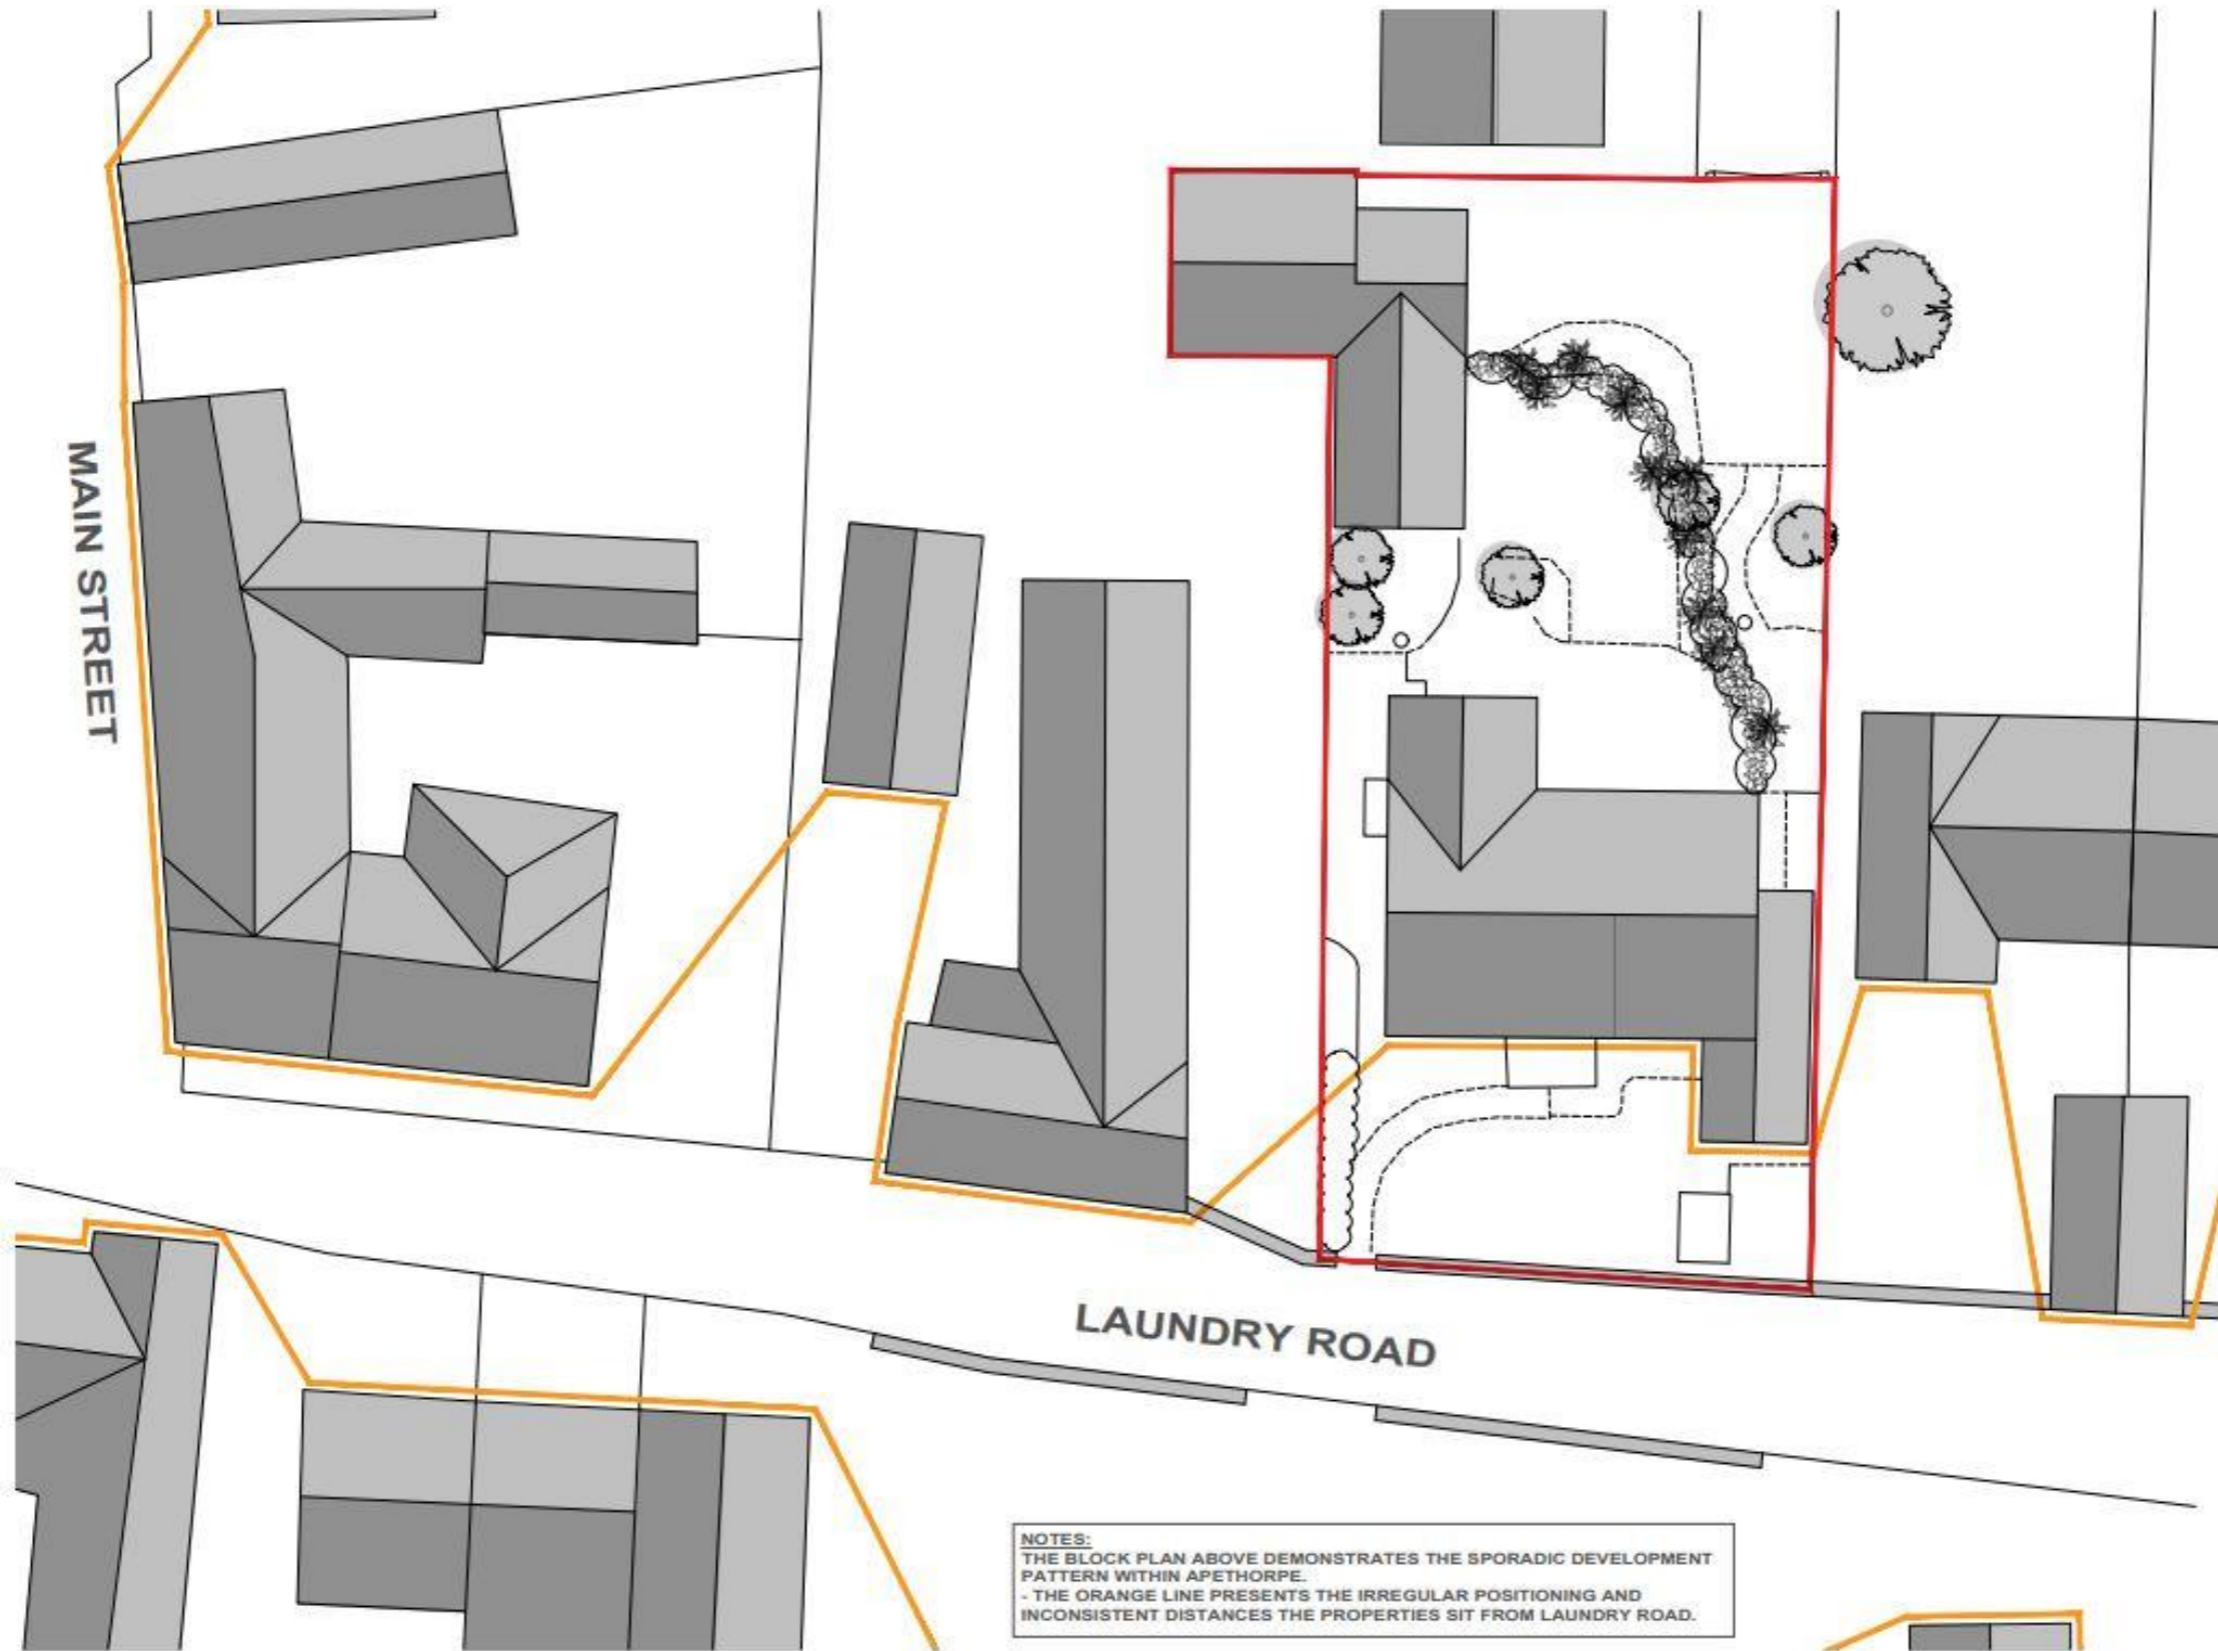 MAIN STREET
LAUNDRY ROAD
NOTES:
THE BLOCK PLAN ABOVE DEMONSTRATES THE SPORADIC DEVELOPMENT
PATTERN WITHIN APETHORPE.
- THE ORANGE LINE PRESENTS THE IRREGULAR POSITIONING AND
INCONSISTENT DISTANCES THE PROPERTIES SIT FROM LAUNDRY ROAD.